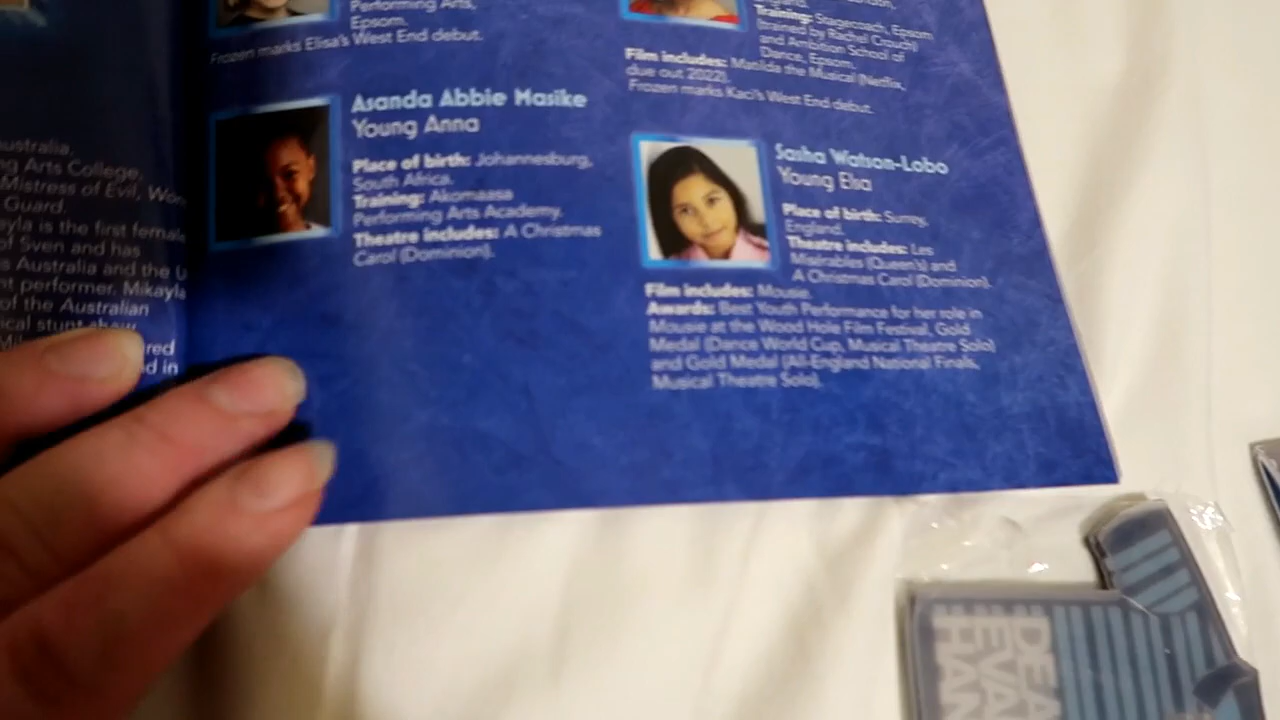 Performing Arts,
Epsom.
Frozen marks Elisa's West End debut.
Asanda Abbie Masike
Young Anna
Place of birth: Johannesburg,
South Africa.
Training: Akomaasa
Performing Arts Academy.
Theatre includes: A Christmas
Carol (Dominion).
Training: Stagecoach, Epsom
(trained by Rachel Crouch)
and Ambition School of
Dance, Epsom.
Film includes: Matilda the Musical (Netflix,
due out 2022).
Frozen marks Kaci's West End debut.
Sasha Watson-Lobo
Young Elsa
Place of birth: Surrey,
England.
Theatre includes: Les
Misérables (Queen's) and
A Christmas Carol (Dominion).
Film includes: Mousie.
Awards: Best Youth Performance for her role in
Mousie at the Wood Hole Film Festival, Gold
Medal (Dance World Cup, Musical Theatre Solo)
and Gold Medal (All-England National Finals,
Musical Theatre Solo).
ustralia.
ng Arts College.
Mistress of Evil, Wo
Guard.
ayla is the first female
of Sven and has
s Australia and the U
nt performer. Mikayla
of the Australian
ical stunt show
red
d in
DEA
EVA
HAN